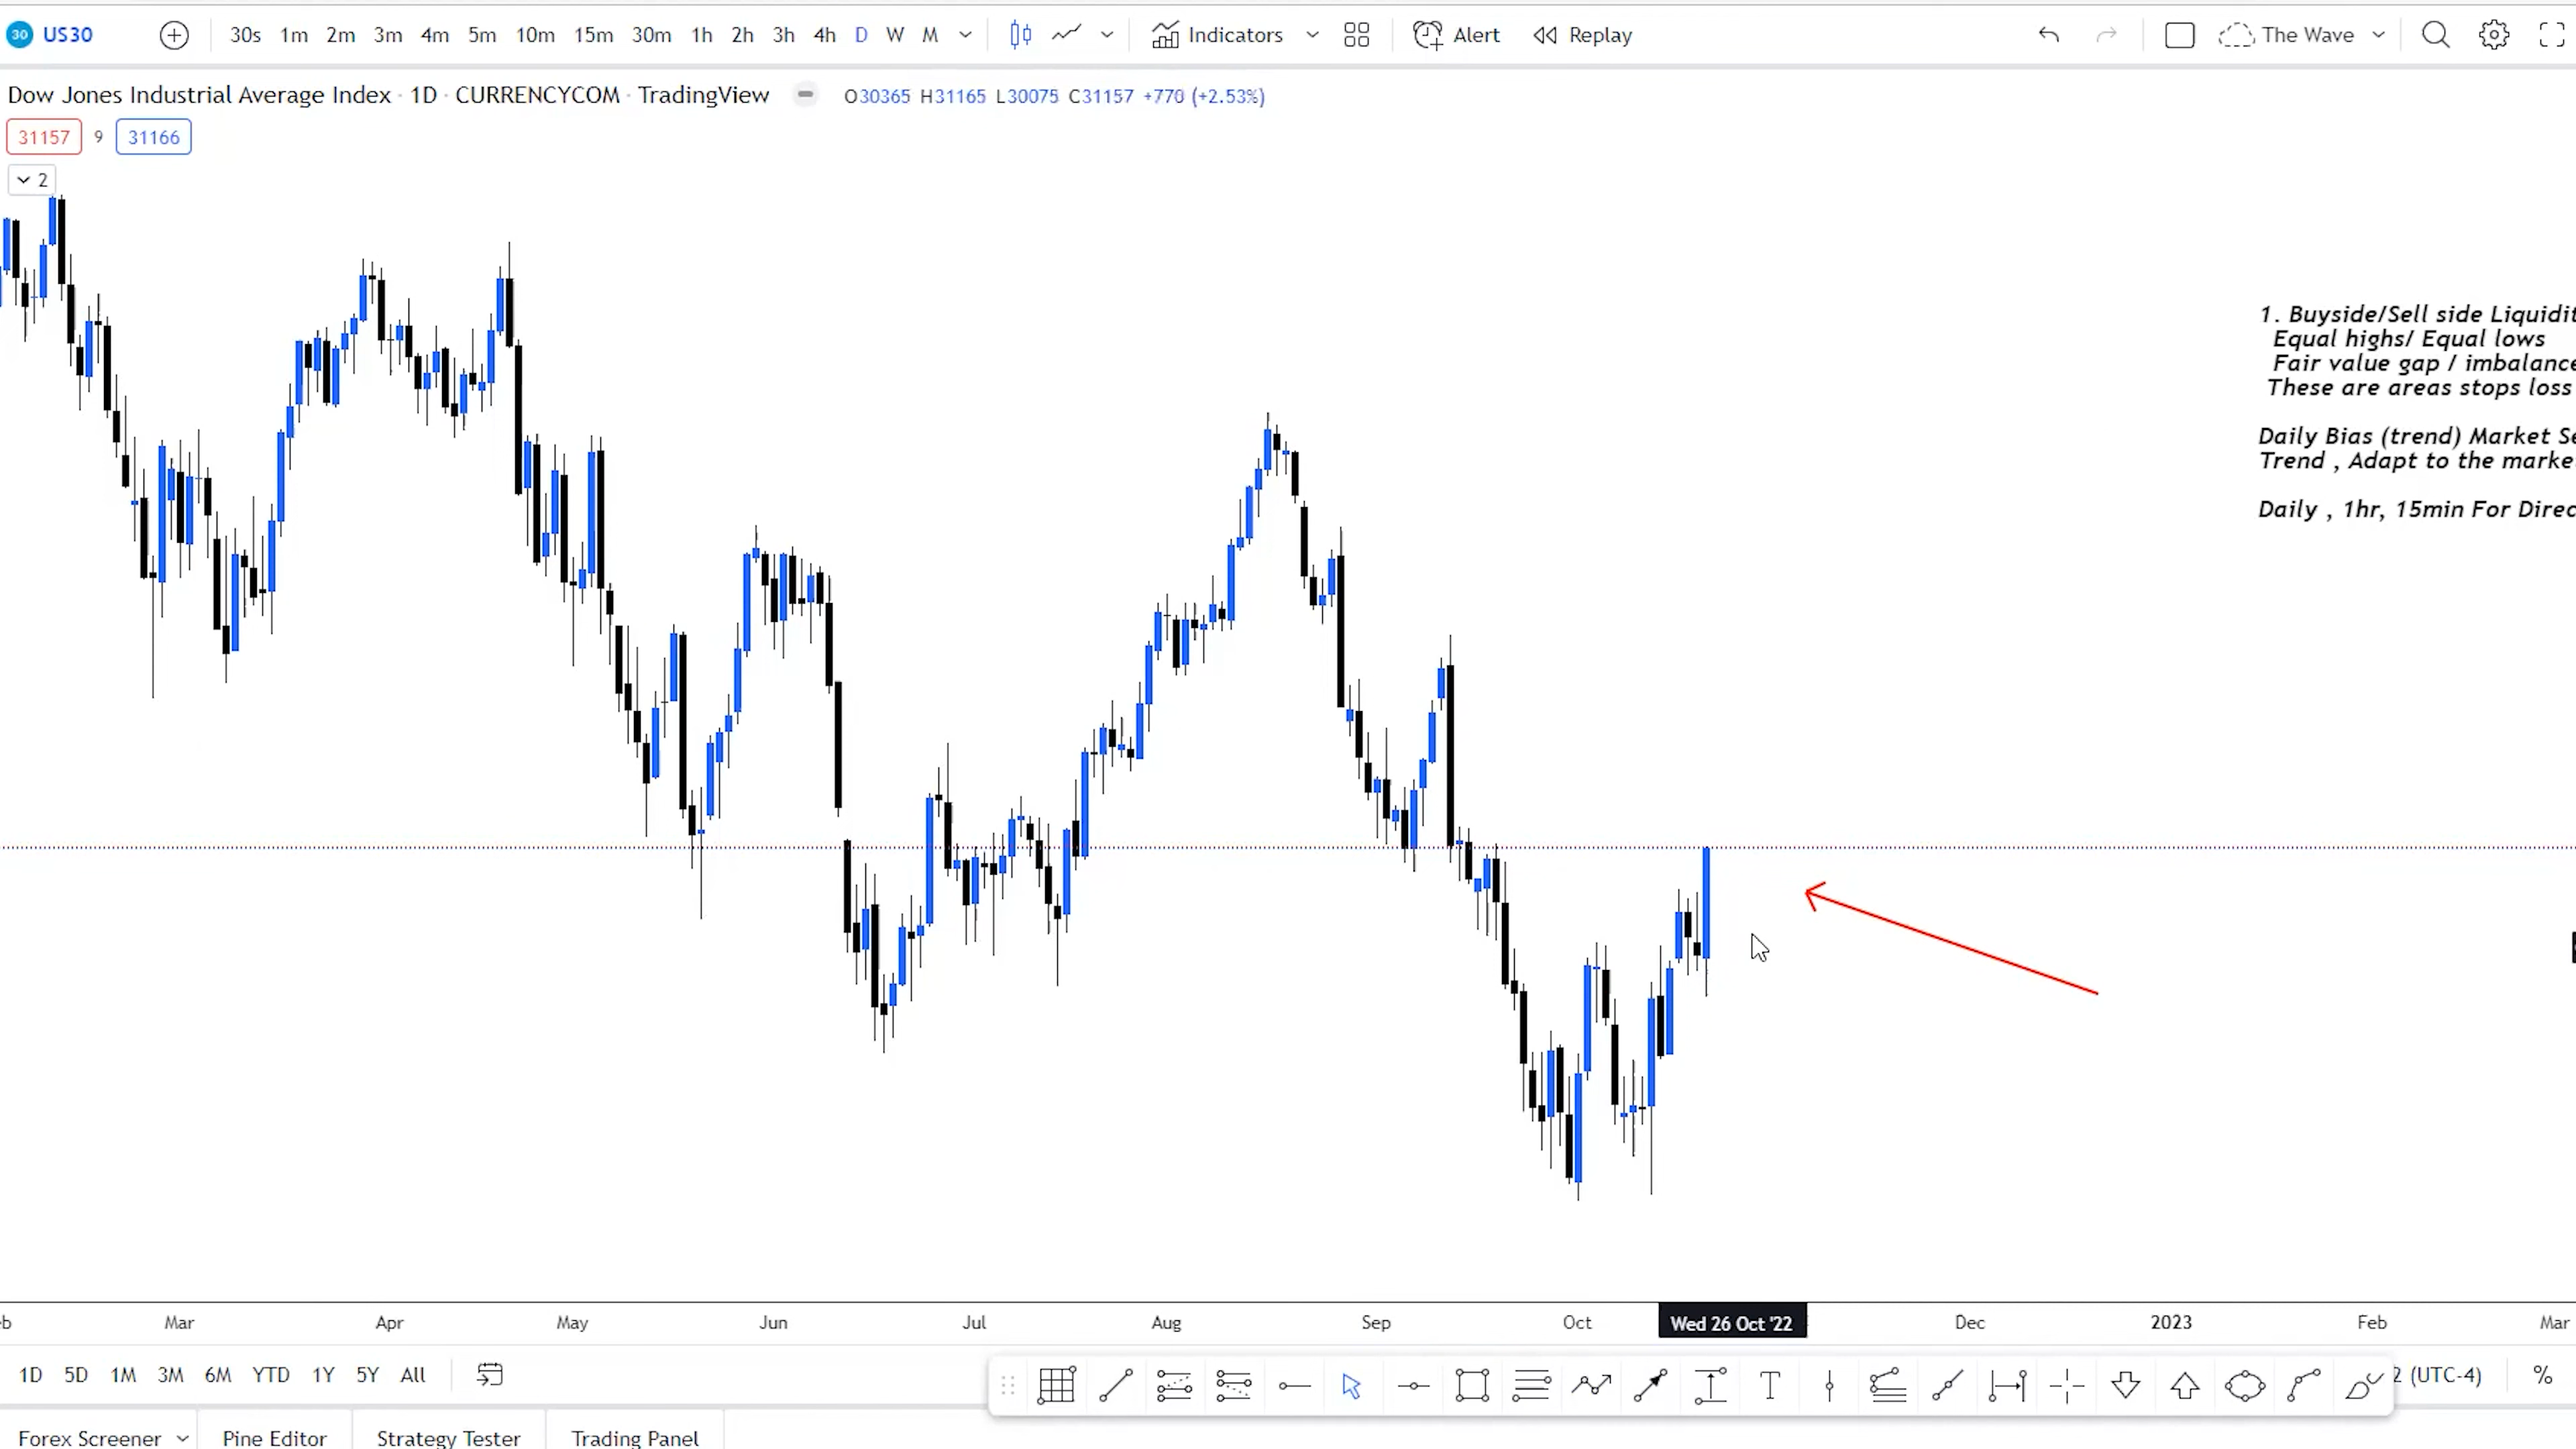 30 US30 30s 1m 2m 3m 4m 5m 10m 15m 30m 1h 2h 3h 4h D W M Indicators Alert Replay The Wave
Dow Jones Industrial Average Index · 1D · CURRENCYCOM · TradingView O30365 H31165 L30075 C31157 +770 (+2.53%)
31157 9 31166
2
1. Buyside/Sell side Liquidit
Equal highs/ Equal lows
Fair value gap / imbalance
These are areas stops loss
Daily Bias (trend) Market Se
Trend , Adapt to the marke
Daily , 1hr, 15min For Direc
b Mar Apr May Jun Jul Aug Sep Oct Wed 26 Oct '22 Dec 2023 Feb Mar
1D 5D 1M 3M 6M YTD 1Y 5Y All T 2 (UTC-4) %
Forex Screener Pine Editor Strategy Tester Trading Panel